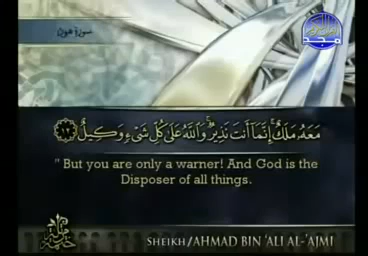 سورة هود
المجد
مَعَهُۥ مَلَكٌ ۚ إِنَّمَآ أَنتَ نَذِيرٌ ۚ وَٱللَّهُ عَلَىٰ كُلِّ شَىْءٍ وَكِيلٌ ١٢
" But you are only a warner! And God is the
Disposer of all things.
SHEIKH/AHMAD BIN 'ALI AL-'AJMI